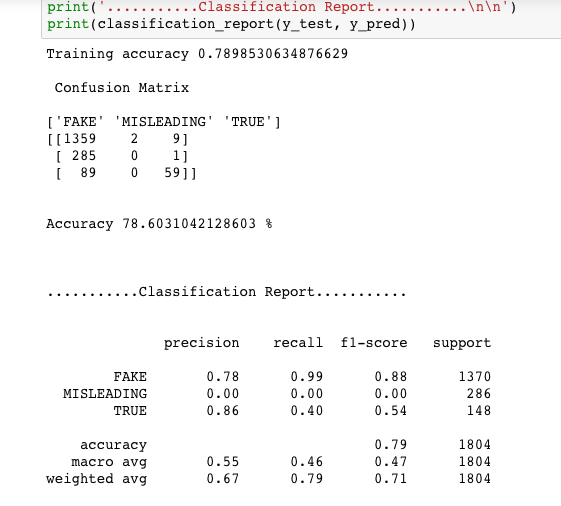 print('...........Classification Report...........\n\n')
print(classification_report(y_test, y_pred))
Training accuracy 0.7898530634876629
Confusion Matrix
['FAKE' 'MISLEADING' 'TRUE']
[[1359    2    9]
 [ 285    0    1]
 [  89    0   59]]
Accuracy 78.6031042128603 %
...........Classification Report...........
precision    recall  f1-score   support
FAKE       0.78      0.99      0.88      1370
MISLEADING       0.00      0.00      0.00       286
TRUE       0.86      0.40      0.54       148
accuracy                           0.79      1804
macro avg       0.55      0.46      0.47      1804
weighted avg       0.67      0.79      0.71      1804